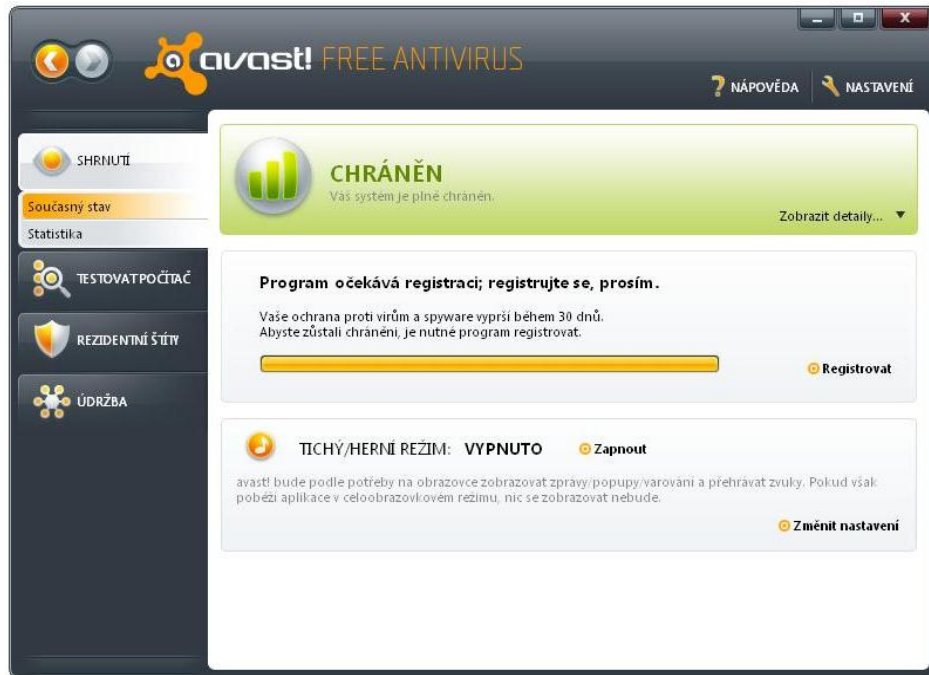 avast! FREE ANTIVIRUS
NÁPOVĚDA
NASTAVENÍ
SHRNUTÍ
Současný stav
Statistika
TESTOVAT POČÍTAČ
REZIDENTNÍ ŠTÍTY
ÚDRŽBA
CHRÁNĚN
Váš systém je plně chráněn.
Zobrazit detaily...
Program očekává registraci; registrujte se, prosím.
Vaše ochrana proti virům a spyware vyprší během 30 dnů.
Abyste zůstali chráněni, je nutné program registrovat.
Registrovat
TICHÝ/HERNÍ REŽIM: VYPNUTO Zapnout
avast! bude podle potřeby na obrazovce zobrazovat zprávy/popupy/varování a přehrávat zvuky. Pokud však
poběží aplikace v celoobrazovkovém režimu, nic se zobrazovat nebude.
Změnit nastavení